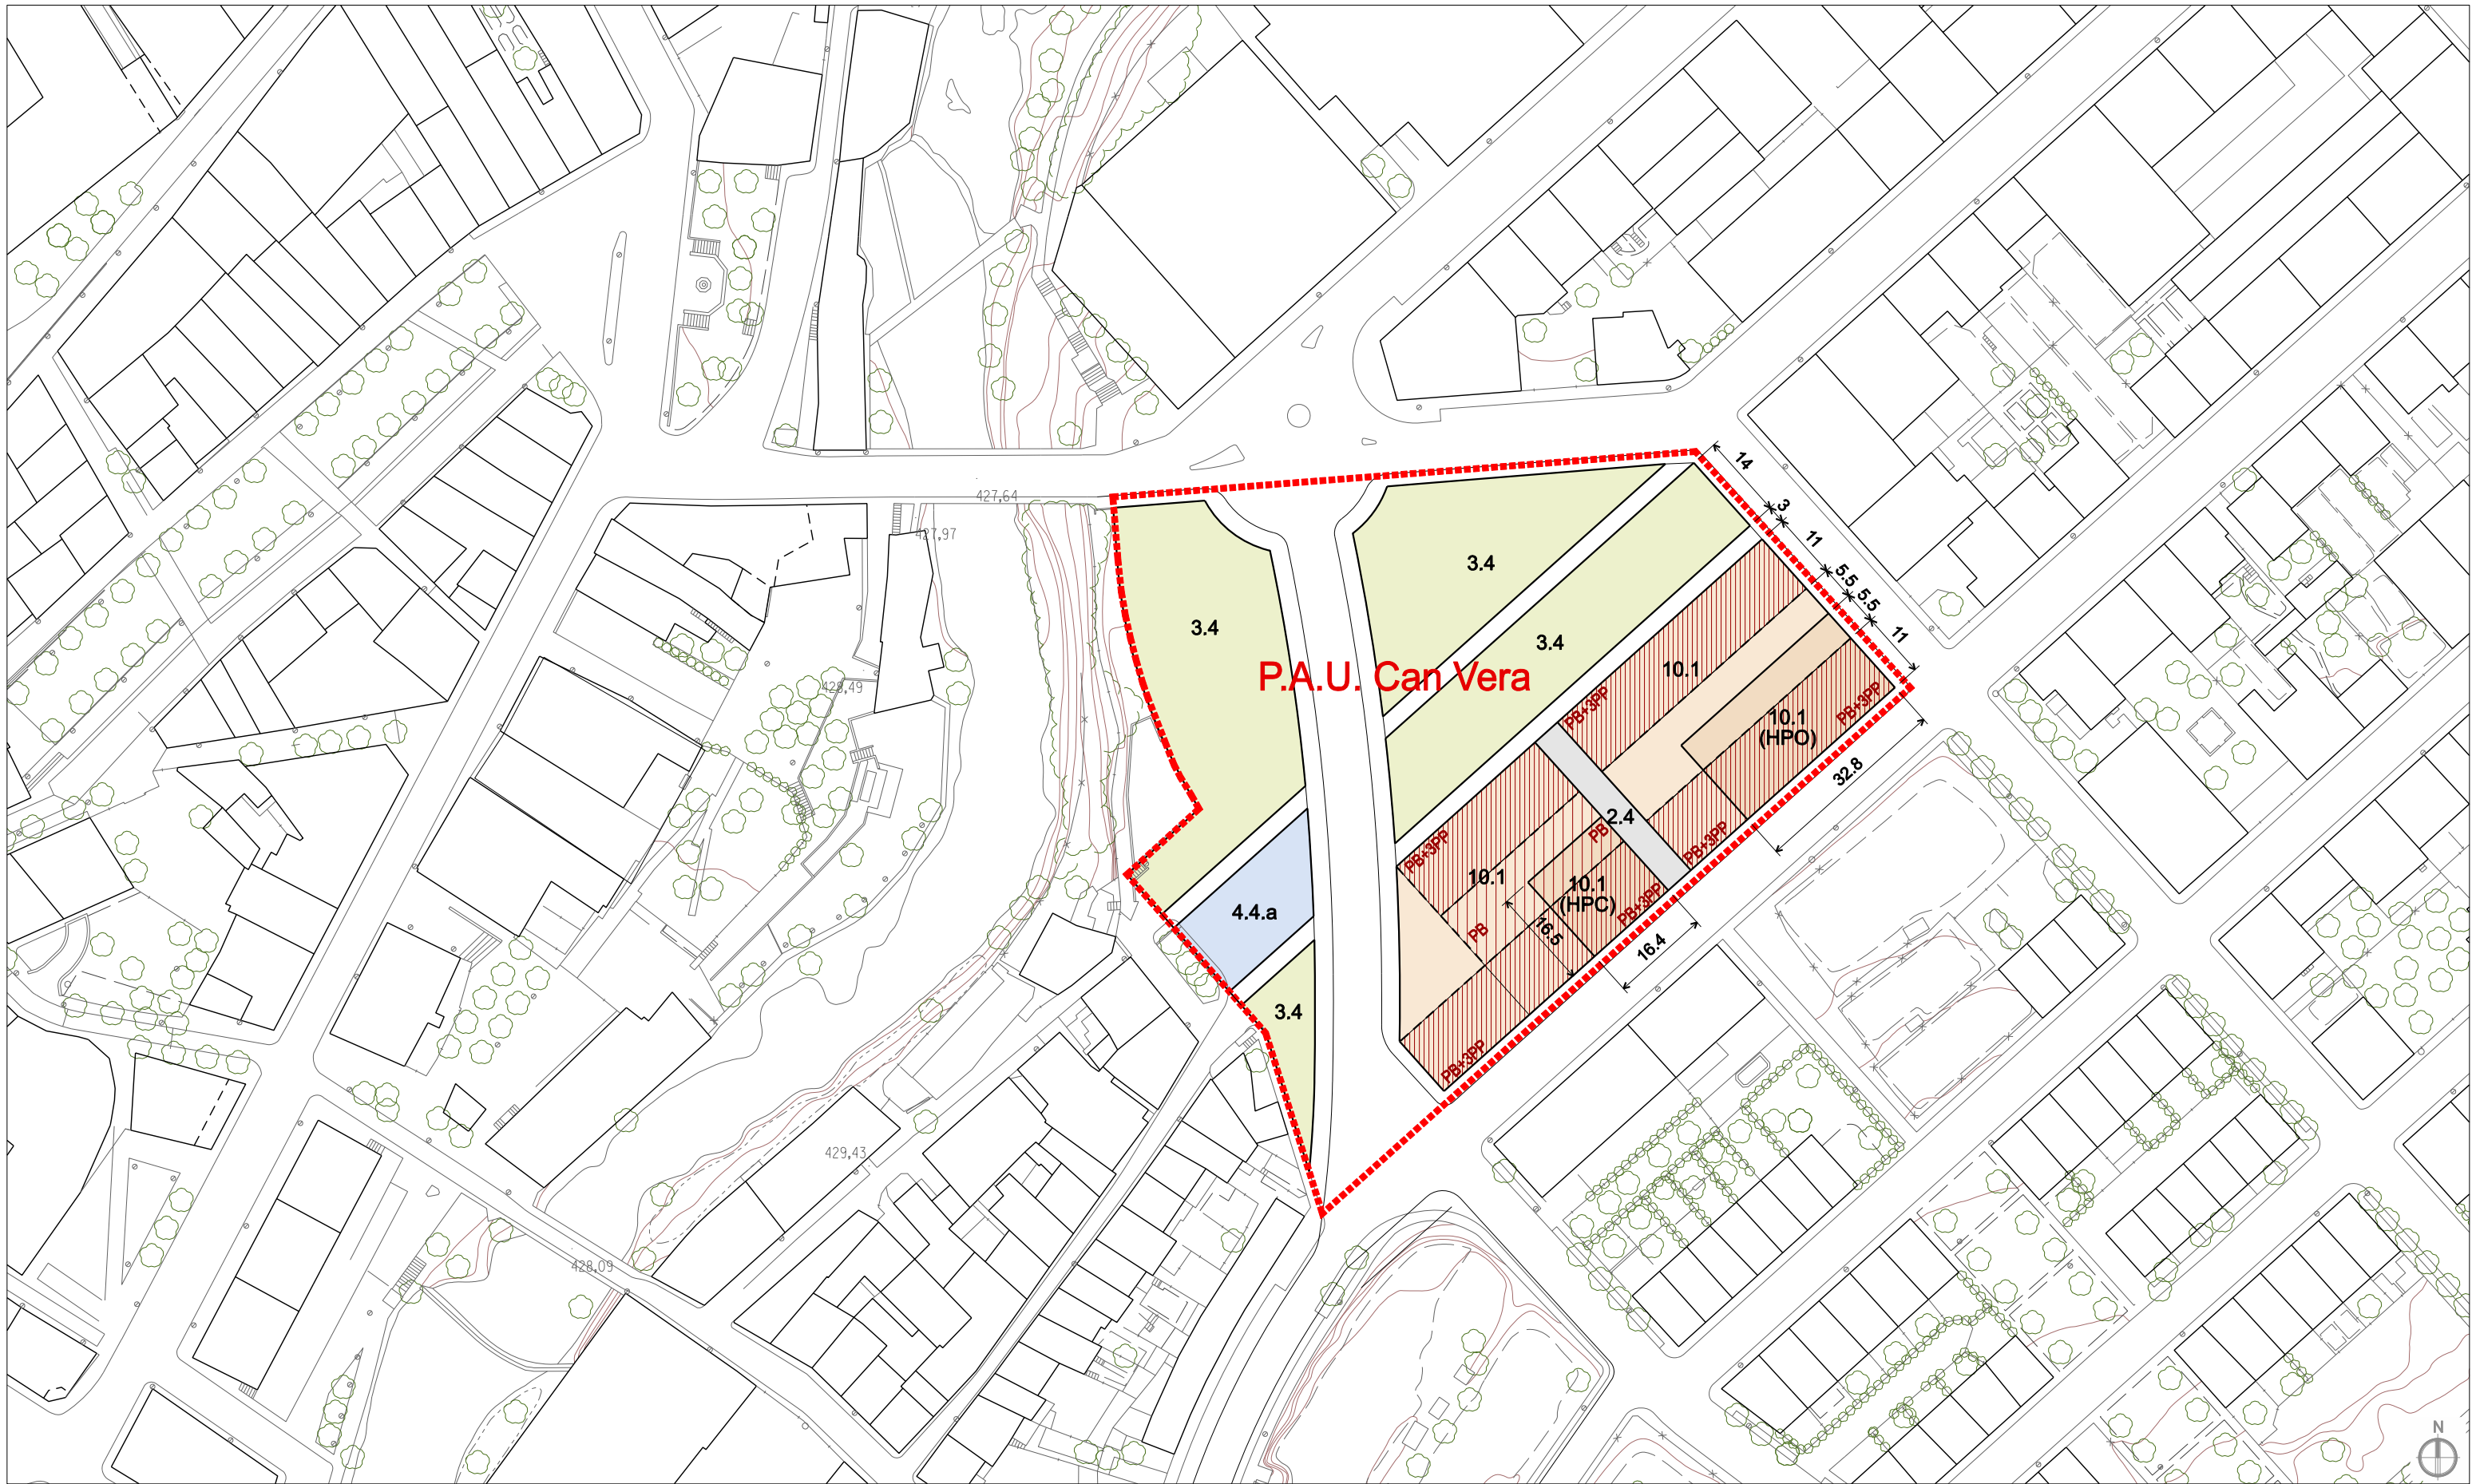 14
3
11
5.5
5.5
11
427,64
427,97
3.4
3.4
3.4
P.A.U. Can Vera
10.1
428,49
PB+3PP
PB+3PP
10.1
(HPO)
32.8
2.4
PB
PB+3PP
PB+3PP
10.1
10.1
(HPC)
PB+3PP
4.4.a
PB
16.5
16.4
3.4
PB+3PP
429,43
428,09
N